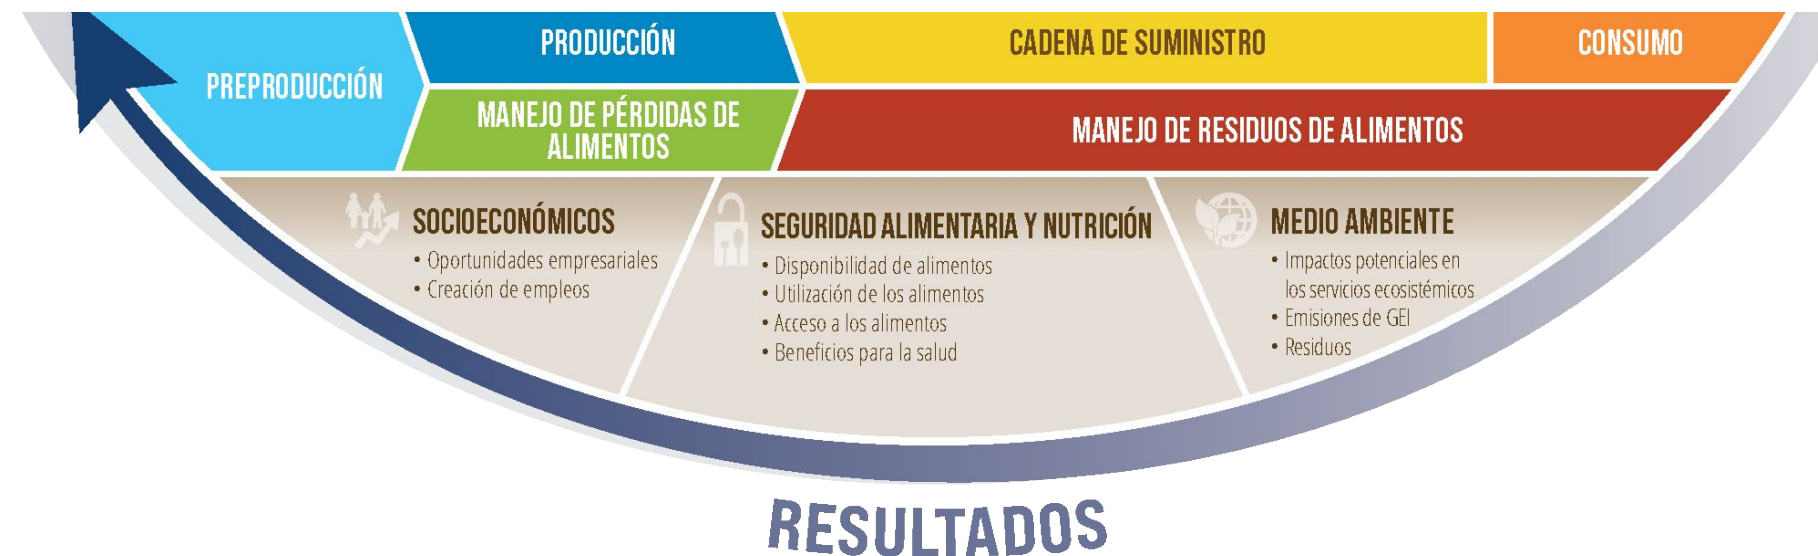 PREPRODUCCIÓN
PRODUCCIÓN
CADENA DE SUMINISTRO
CONSUMO
MANEJO DE PÉRDIDAS DE
ALIMENTOS
MANEJO DE RESIDUOS DE ALIMENTOS
SOCIOECONÓMICOS
• Oportunidades empresariales
• Creación de empleos
SEGURIDAD ALIMENTARIA Y NUTRICIÓN
• Disponibilidad de alimentos
• Utilización de los alimentos
• Acceso a los alimentos
• Beneficios para la salud
MEDIO AMBIENTE
• Impactos potenciales en
los servicios ecosistémicos
• Emisiones de GEI
• Residuos
RESULTADOS